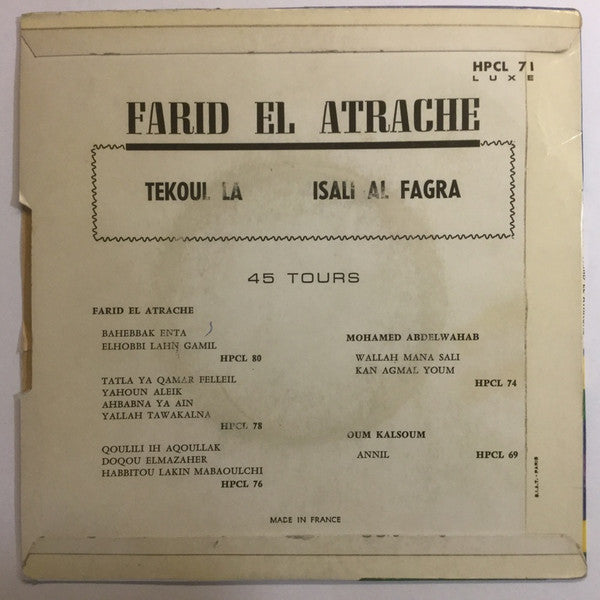 HPCL 71
LUXE
FARID EL ATRACHE
TEKOUL LA ISALI AL FAGRA
45 TOURS
FARID EL ATRACHE
BAHEBBAK ENTA
ELHOBBI LAHN GAMIL
HPCL 80
TATLA YA QAMAR FELLEIL
YAHOUN ALEIK
AHBABNA YA AIN
YALLAH TAWAKALNA
HPCL 78
QOULILI IH AQOULLAK
DOQOU ELMAZAHER
HABBITOU LAKIN MABAOULCHI
HPCL 76
MOHAMED ABDELWAHAB
WALLAH MANA SALI
KAN AGMAL YOUM
HPCL 74
OUM KALSOUM
ANNIL HPCL 69
MADE IN FRANCE
S.I.A.T. - PARIS